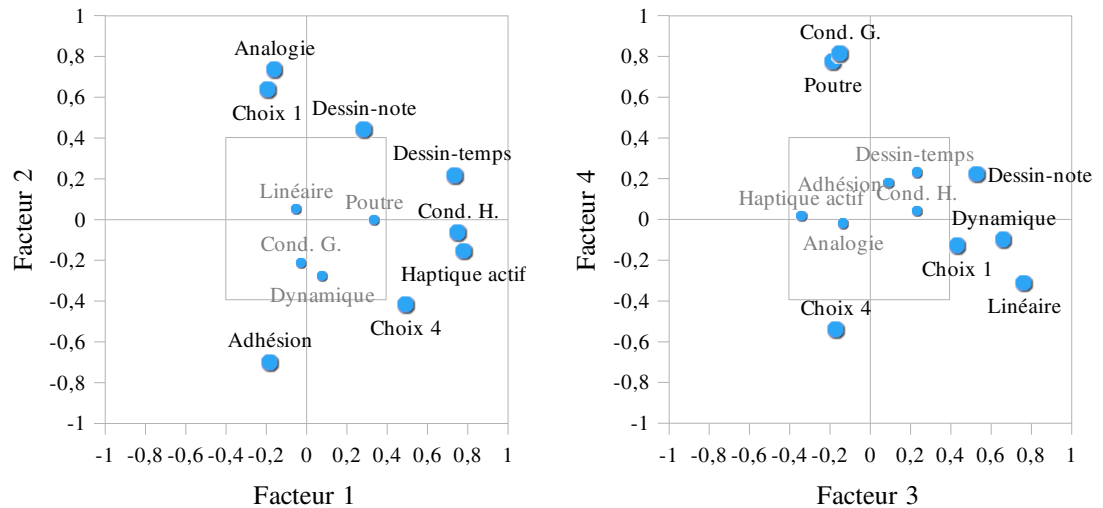 1
0,8
0,6
0,4
0,2
0
-0,2
-0,4
-0,6
-0,8
-1
Facteur 2
Analogie
Choix 1
Dessin-note
Dessin-temps
Linéaire
Poutre
Cond. H.
Cond. G.
Haptique actif
Dynamique
Choix 4
Adhésion
-1 -0,8 -0,6 -0,4 -0,2 0 0,2 0,4 0,6 0,8 1
Facteur 1
1
0,8
0,6
0,4
0,2
0
-0,2
-0,4
-0,6
-0,8
-1
Facteur 4
Cond. G.
Poutre
Dessin-temps
Dessin-note
Adhésion
Cond. H.
Haptique actif
Dynamique
Analogie
Choix 1
Linéaire
Choix 4
-1 -0,8 -0,6 -0,4 -0,2 0 0,2 0,4 0,6 0,8 1
Facteur 3